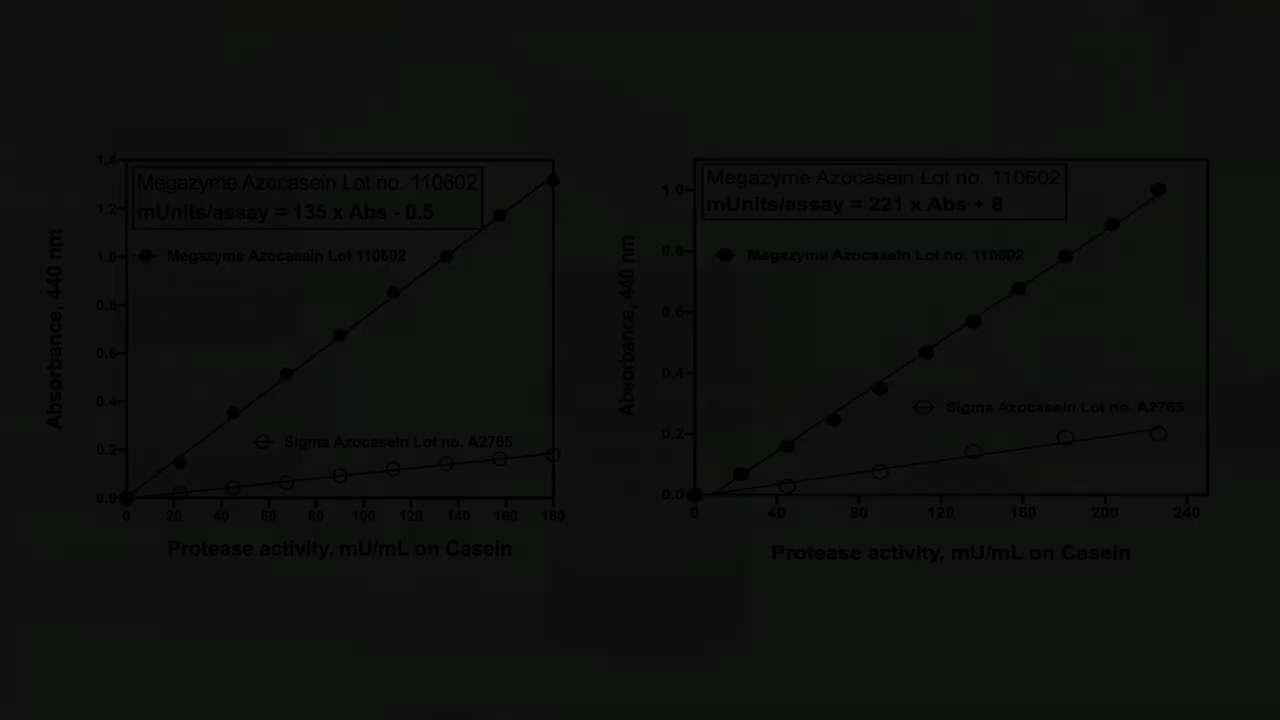 Megazyme Azocasein Lot no. 110602
mUnits/assay = 135 x Abs - 0.5
Megazyme Azocasein Lot 110602
Sigma Azocasein Lot no. A2765
Absorbance, 440 nm
1.4
1.2
1.0
0.8
0.6
0.4
0.2
0.0
0 20 40 60 80 100 120 140 160 180
Protease activity, mU/mL on Casein
Megazyme Azocasein Lot no. 110602
mUnits/assay = 221 x Abs + 8
Megazyme Azocasein Lot no. 110602
Sigma Azocasein Lot no. A2765
Absorbance, 440 nm
1.0
0.8
0.6
0.4
0.2
0.0
0 40 80 120 160 200 240
Protease activity, mU/mL on Casein